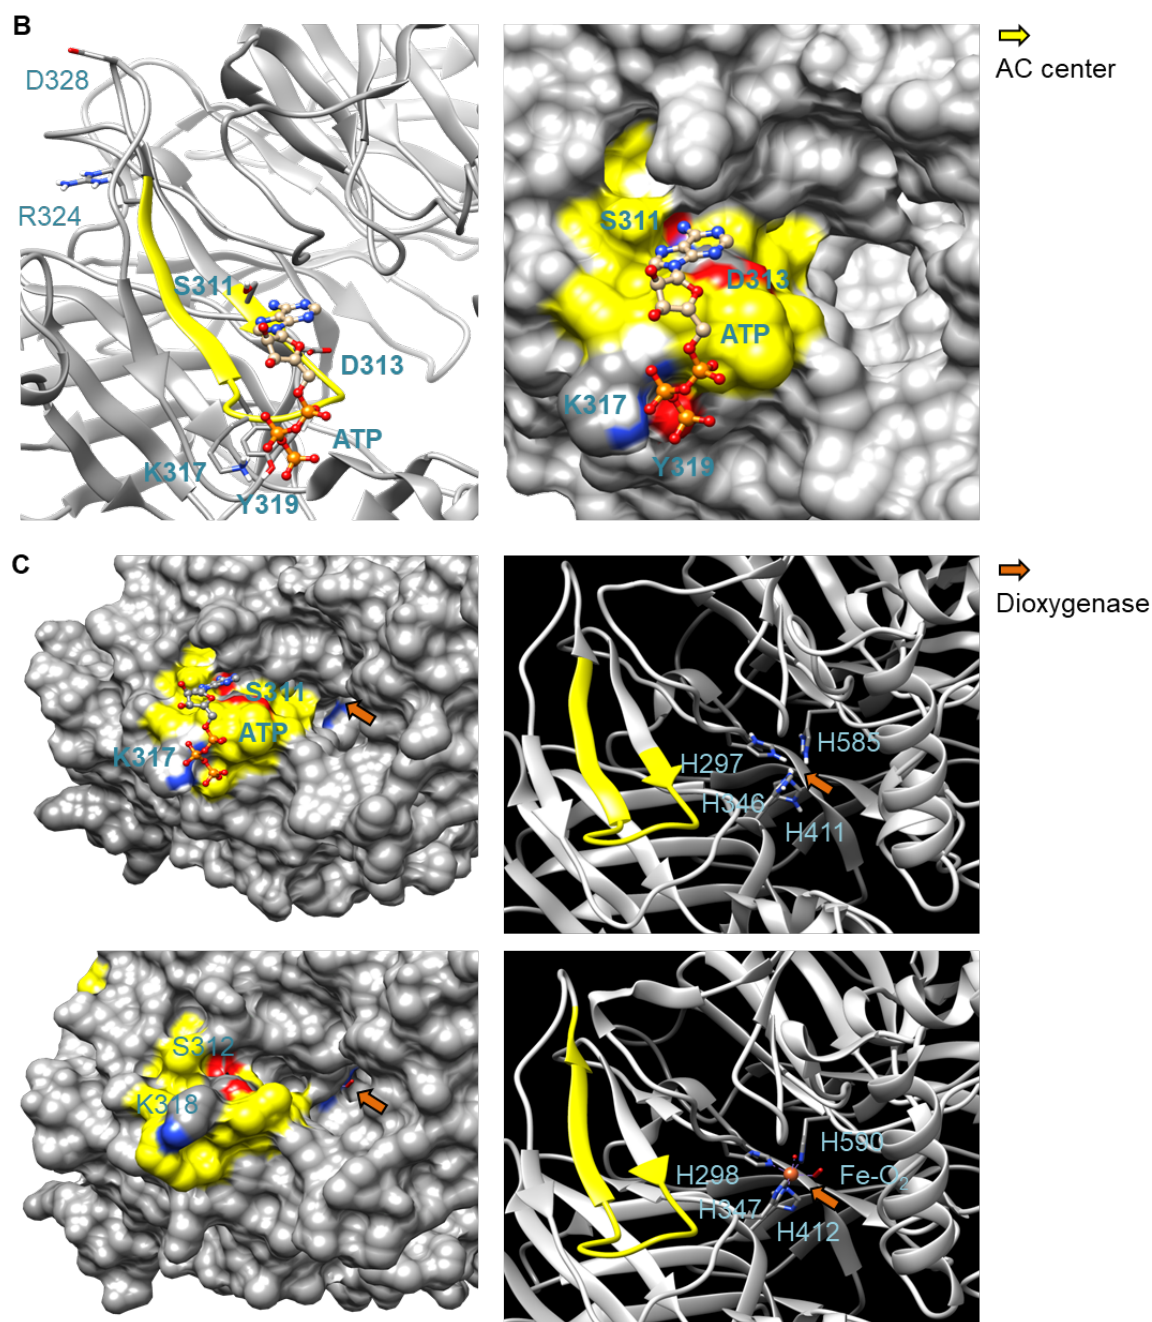 B
D328
R324
S311
D313
ATP
K317
Y319
S311
D313
ATP
K317
Y319
AC center
C
S311
ATP
K317
H585
H297
H346
H411
Dioxygenase
S312
K318
H590
H298
Fe-O₂
H347
H412